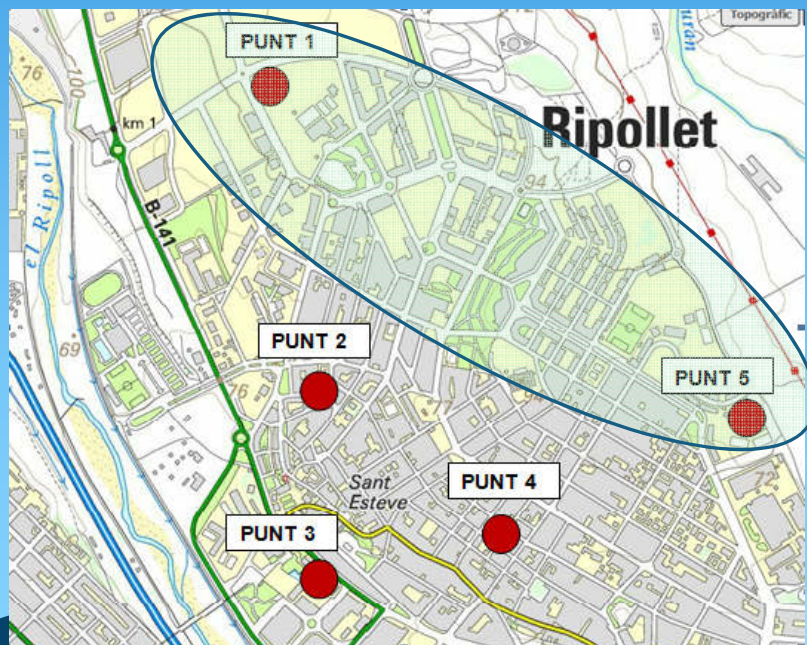 Topogràfic
PUNT 1
76
100
km 1
Ripollet
el Ripoll
B-141
94
69
PUNT 2
76
PUNT 5
Sant
Esteve
PUNT 4
72
PUNT 3
76